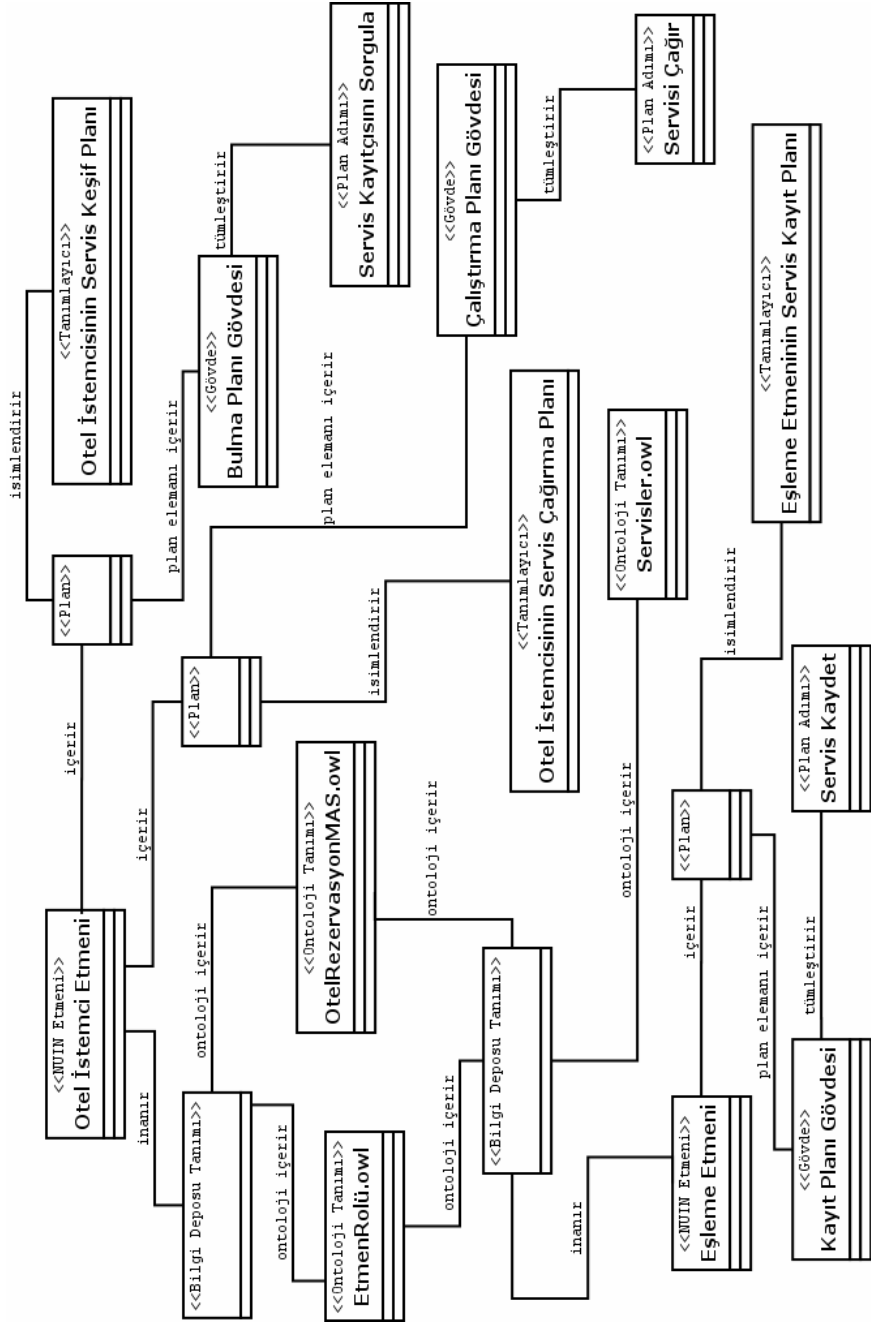 isimlendirir
<<Tanımlayıcı>>
Otel İstemcisinin Servis Keşif Planı
<<Plan>>
içerir
plan elemanı içerir
<<Gövde>>
Bulma Planı Gövdesi
tümleştirir
<<Plan Adımı>>
Servis Kayıtçısını Sorgula
<<NUIN Etmeni>>
Otel İstemci Etmeni
içerir
<<Plan>>
plan elemanı içerir
<<Gövde>>
Çalıştırma Planı Gövdesi
tümleştirir
<<Plan Adımı>>
Servisi Çağır
isimlendirir
<<Tanımlayıcı>>
Otel İstemcisinin Servis Çağırma Planı
inanır
<<Bilgi Deposu Tanımı>>
ontoloji içerir
<<Ontoloji Tanımı>>
OtelRezervasyonMAS.owl
ontoloji içerir
<<Ontoloji Tanımı>>
EtmenRolü.owl
ontoloji içerir
ontoloji içerir
<<Bilgi Deposu Tanımı>>
ontoloji içerir
<<Ontoloji Tanımı>>
Servisler.owl
inanır
<<NUIN Etmeni>>
Eşleme Etmeni
içerir
<<Plan>>
isimlendirir
<<Tanımlayıcı>>
Eşleme Etmeninin Servis Kayıt Planı
plan elemanı içerir
<<Gövde>>
Kayıt Planı Gövdesi
tümleştirir
<<Plan Adımı>>
Servis Kaydet